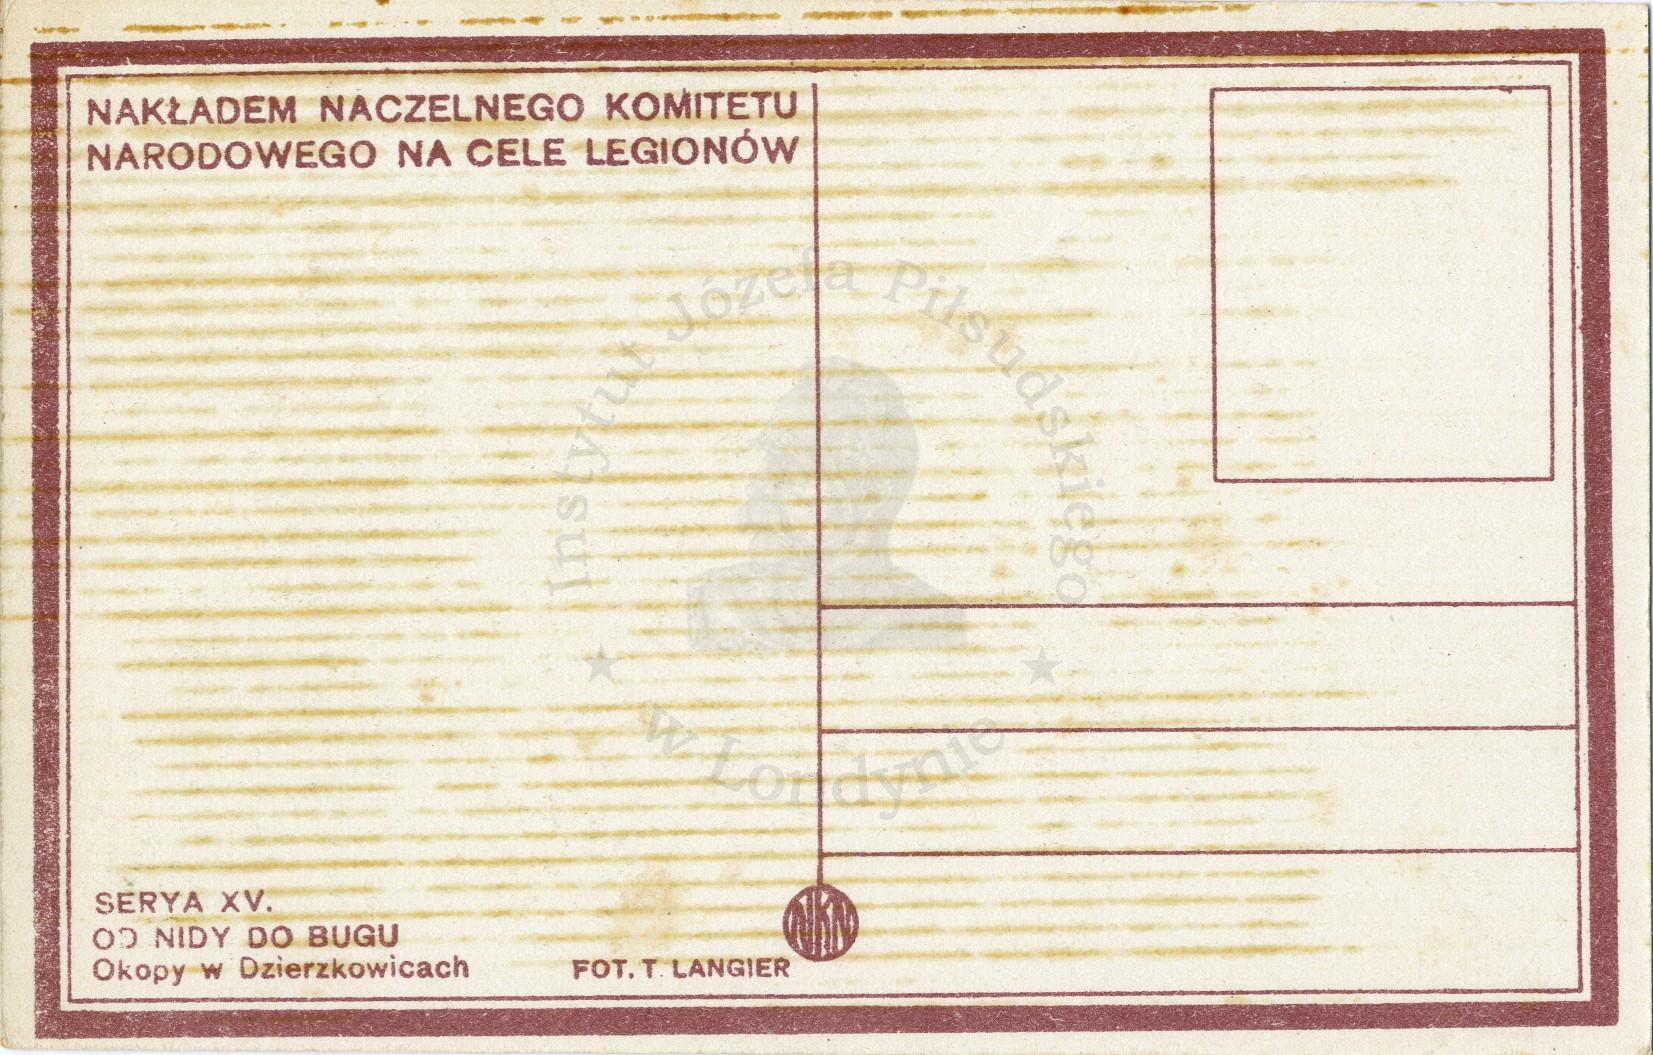 NAKŁADEM NACZELNEGO KOMITETU
NARODOWEGO NA CELE LEGIONÓW
Instytut Józefa Piłsudskiego
w Londynie
SERYA XV.
OD NIDY DO BUGU
Okopy w Dzierzkowicach
FOT. T. LANGIER
NKN